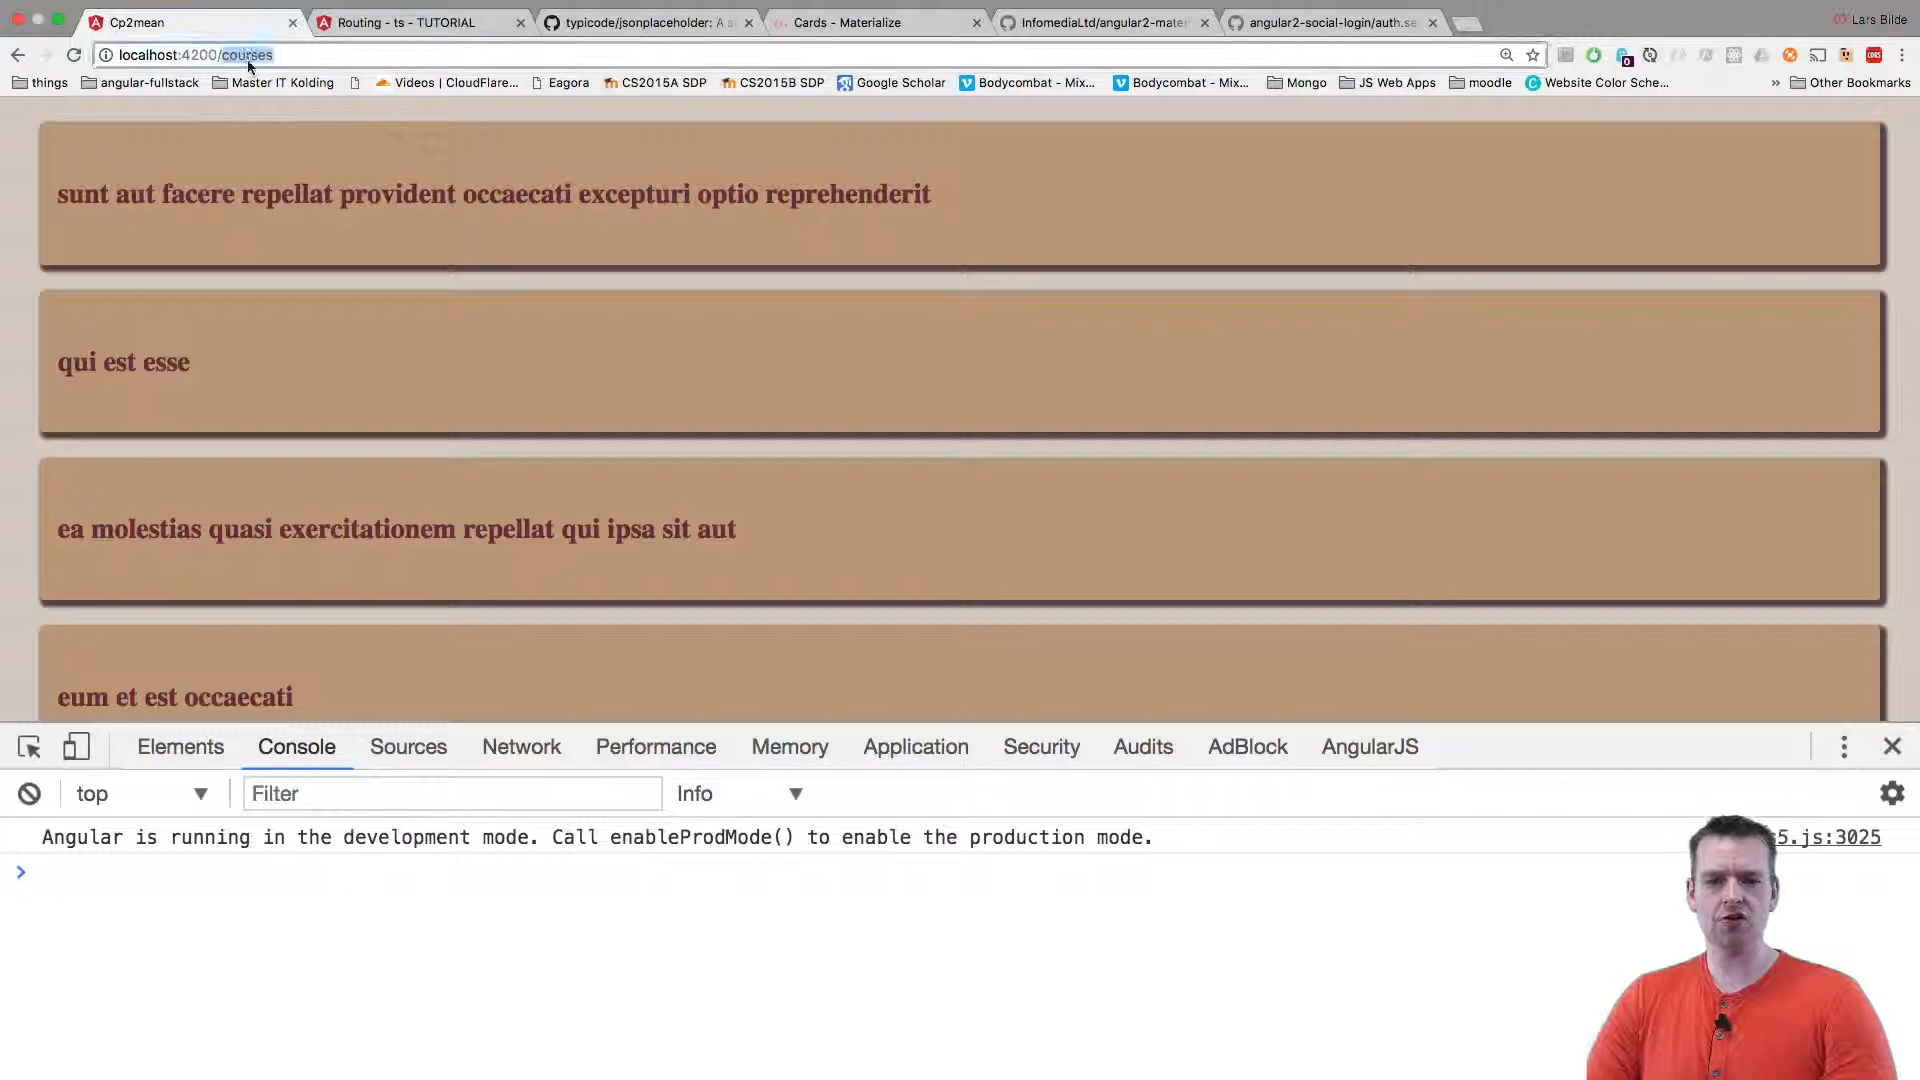 Cp2mean
Routing - ts - TUTORIAL
typicode/jsonplaceholder: A s
Cards - Materialize
InfomediaLtd/angular2-mater
angular2-social-login/auth.se
Lars Bilde
localhost:4200/courses
0
CORS
things
angular-fullstack
Master IT Kolding
Videos | CloudFlare...
Eagora
CS2015A SDP
CS2015B SDP
Google Scholar
Bodycombat - Mix...
Bodycombat - Mix...
Mongo
JS Web Apps
moodle
Website Color Sche...
»
Other Bookmarks
sunt aut facere repellat provident occaecati excepturi optio reprehenderit
qui est esse
ea molestias quasi exercitationem repellat qui ipsa sit aut
eum et est occaecati
Elements
Console
Sources
Network
Performance
Memory
Application
Security
Audits
AdBlock
AngularJS
top
Filter
Info
Angular is running in the development mode. Call enableProdMode() to enable the production mode.
s5.js:3025